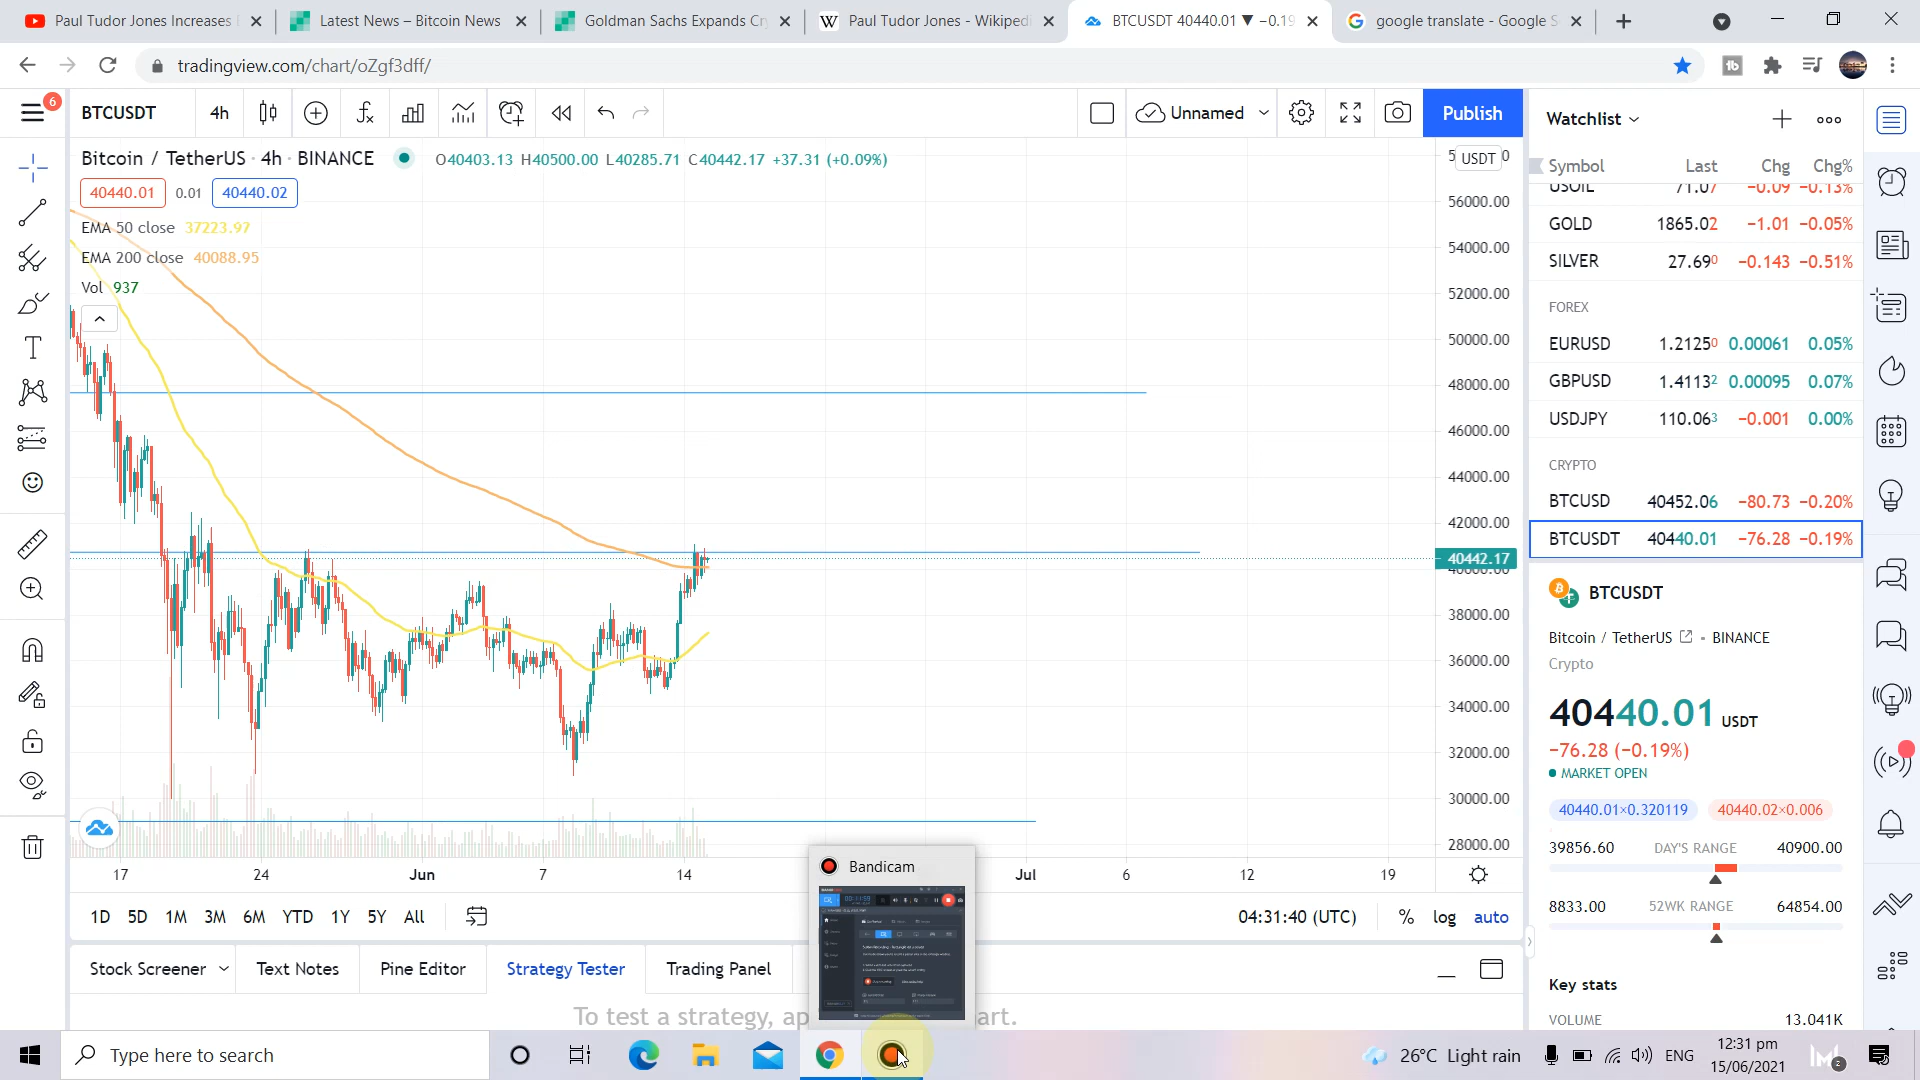 Paul Tudor Jones Increases
Latest News – Bitcoin News
Goldman Sachs Expands Cr
Paul Tudor Jones - Wikiped
BTCUSDT 40440.01 ▼ −0.19
google translate - Google S
tradingview.com/chart/oZgf3dff/
6
BTCUSDT
4h
Unnamed
Publish
Bitcoin / TetherUS · 4h · BINANCE
O40403.13 H40500.00 L40285.71 C40442.17 +37.31 (+0.09%)
40440.01 0.01 40440.02
EMA 50 close 37223.97
EMA 200 close 40088.95
Vol 937
USDT
56000.00
54000.00
52000.00
50000.00
48000.00
46000.00
44000.00
42000.00
40442.17
40000.00
38000.00
36000.00
34000.00
32000.00
30000.00
28000.00
17 24 Jun 7 14 Jul 6 12 19
1D 5D 1M 3M 6M YTD 1Y 5Y All
04:31:40 (UTC) % log auto
Stock Screener Text Notes Pine Editor Strategy Tester Trading Panel
To test a strategy, ap
art.
Bandicam
Watchlist
Symbol Last Chg Chg%
USOIL 71.07 −0.09 −0.13%
GOLD 1865.02 −1.01 −0.05%
SILVER 27.690 −0.143 −0.51%
FOREX
EURUSD 1.21250 0.00061 0.05%
GBPUSD 1.41132 0.00095 0.07%
USDJPY 110.063 −0.001 0.00%
CRYPTO
BTCUSD 40452.06 −80.73 −0.20%
BTCUSDT 40440.01 −76.28 −0.19%
BTCUSDT
Bitcoin / TetherUS • BINANCE
Crypto
40440.01 USDT
−76.28 (−0.19%)
MARKET OPEN
40440.01×0.320119 40440.02×0.006
39856.60 DAY'S RANGE 40900.00
8833.00 52WK RANGE 64854.00
Key stats
VOLUME 13.041K
Type here to search
26°C Light rain
ENG
12:31 pm
15/06/2021
2